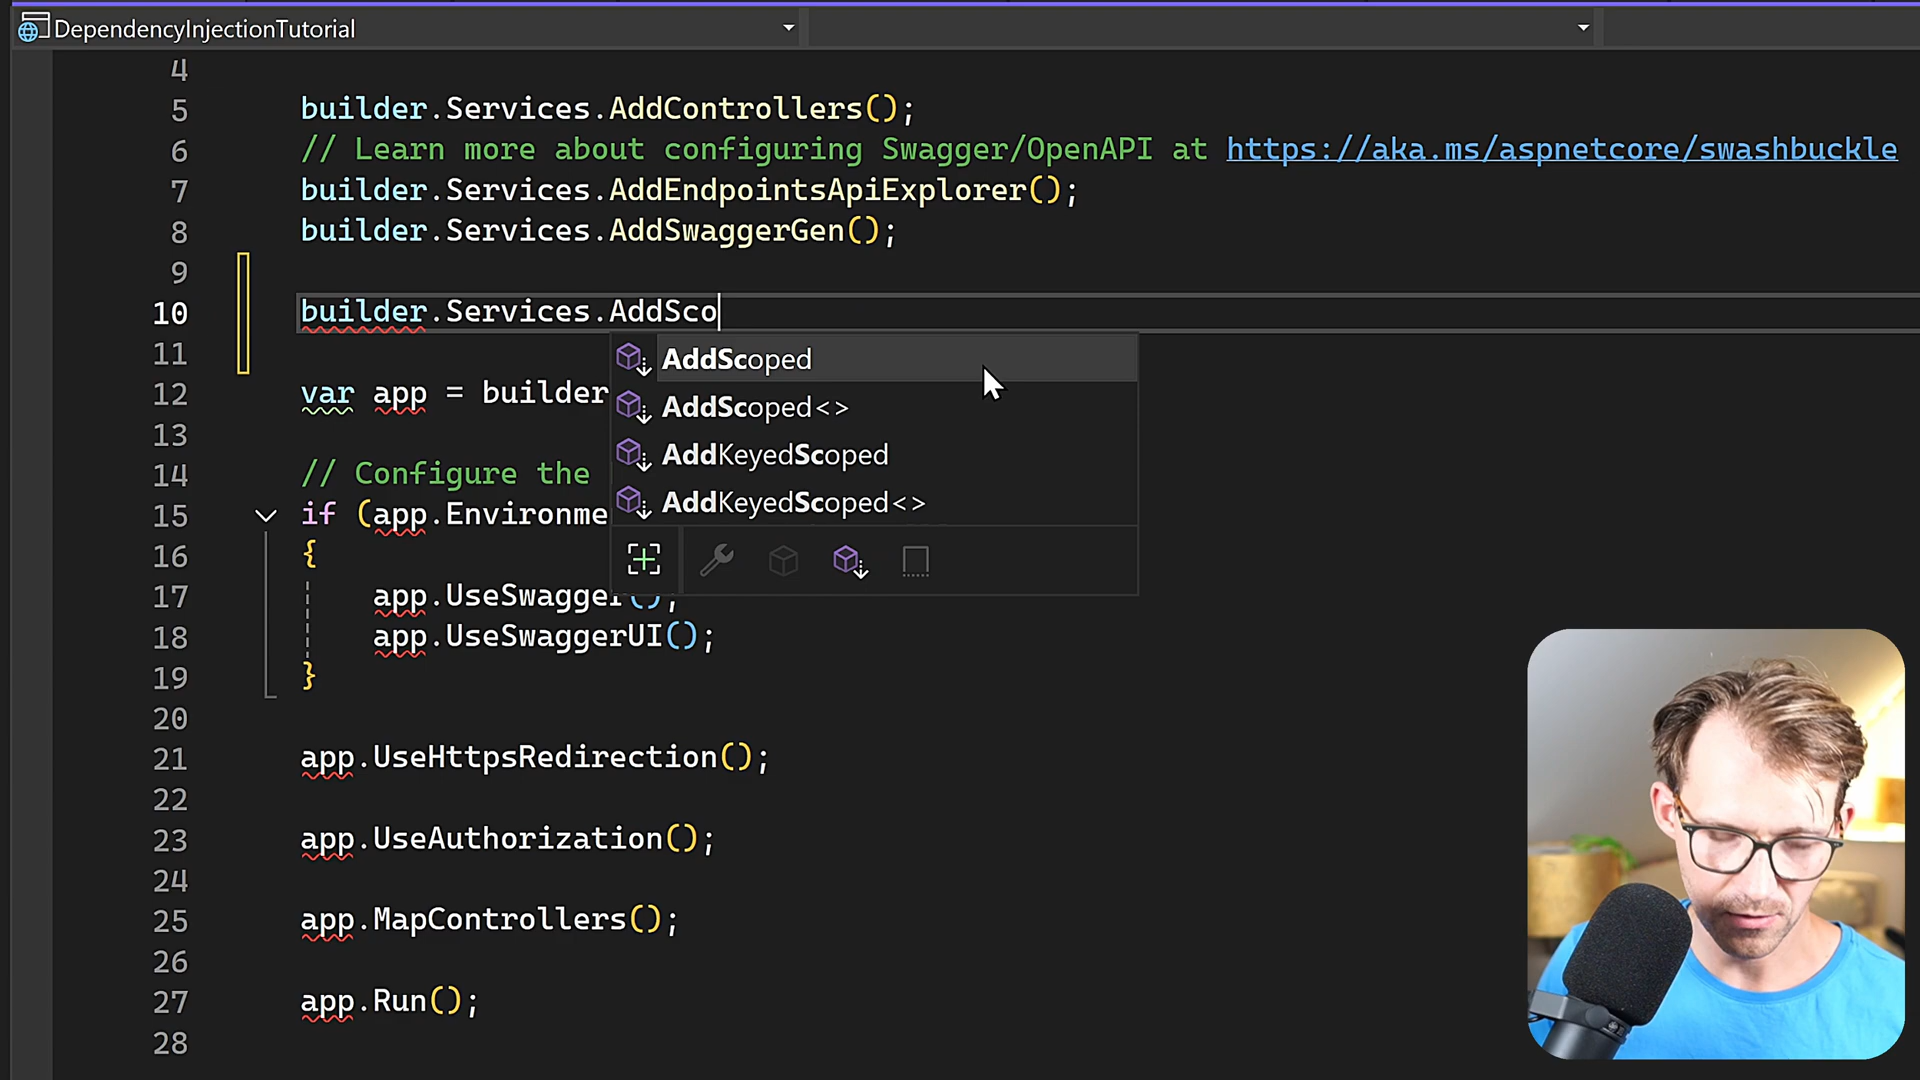 DependencyInjectionTutorial
4
5 builder.Services.AddControllers();
6 // Learn more about configuring Swagger/OpenAPI at https://aka.ms/aspnetcore/swashbuckle
7 builder.Services.AddEndpointsApiExplorer();
8 builder.Services.AddSwaggerGen();
9
10 builder.Services.AddSco
AddScoped
AddScoped<>
AddKeyedScoped
AddKeyedScoped<>
11
12 var app = builder
13
14 // Configure the
15 if (app.Environme
16 {
17 app.UseSwagger();
18 app.UseSwaggerUI();
19 }
20
21 app.UseHttpsRedirection();
22
23 app.UseAuthorization();
24
25 app.MapControllers();
26
27 app.Run();
28